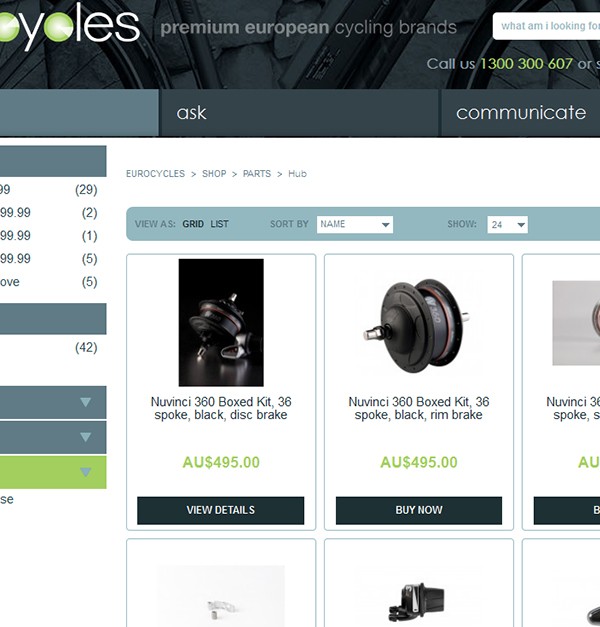 cycles premium european cycling brands
what am i looking for
Call us 1300 300 607 or s
ask
communicate
EUROCYCLES > SHOP > PARTS > Hub
99 (29)
99.99 (2)
99.99 (1)
99.99 (5)
ove (5)
(42)
se
VIEW AS: GRID LIST SORT BY NAME SHOW: 24
Nuvinci 360 Boxed Kit, 36
spoke, black, disc brake
AU$495.00
VIEW DETAILS
Nuvinci 360 Boxed Kit, 36
spoke, black, rim brake
AU$495.00
BUY NOW
Nuvinci 36
spoke, s
AU
B